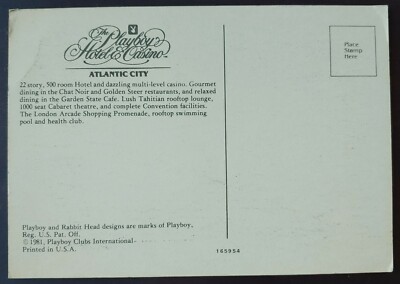 The Playboy
Hotel & Casino
ATLANTIC CITY
22 story, 500 room Hotel and dazzling multi-level casino. Gourmet
dining in the Chat Noir and Golden Steer restaurants, and relaxed
dining in the Garden State Cafe. Lush Tahitian rooftop lounge,
1000 seat Cabaret theatre, and complete Convention facilities.
The London Arcade Shopping Promenade, rooftop swimming
pool and health club.
Place
Stamp
Here
Playboy and Rabbit Head designs are marks of Playboy,
Reg. U.S. Pat. Off.
©1981, Playboy Clubs International
Printed in U.S.A.
165954